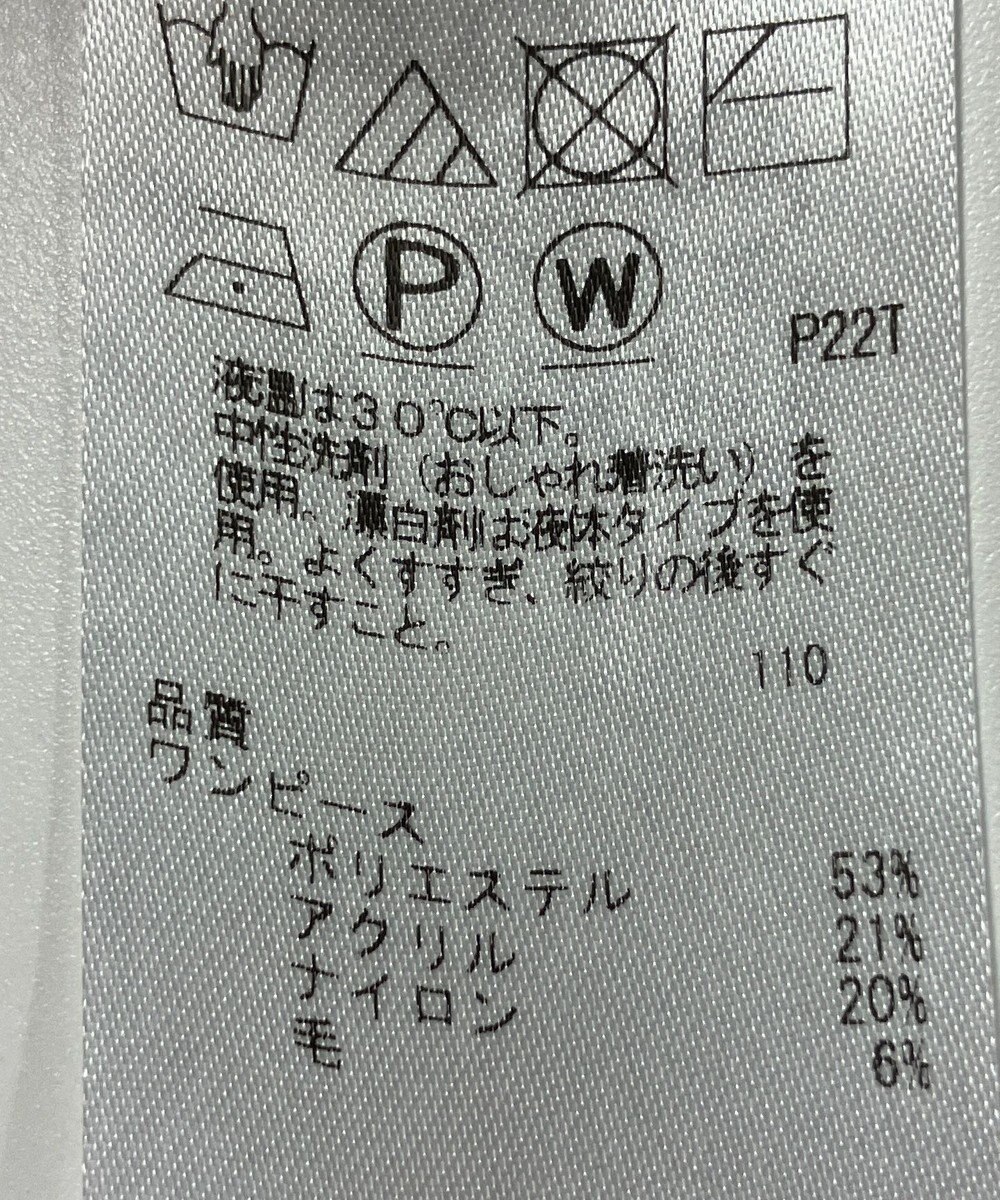 P W
P22T
液温は30℃以下。
中性洗剤（おしゃれ着洗い）を
使用。漂白剤は液体タイプを使
用。よくすすぎ、絞りの後すぐ
に干すこと。
110
品質
ワンピース
ポリエステル 53%
アクリル 21%
ナイロン 20%
毛 6%